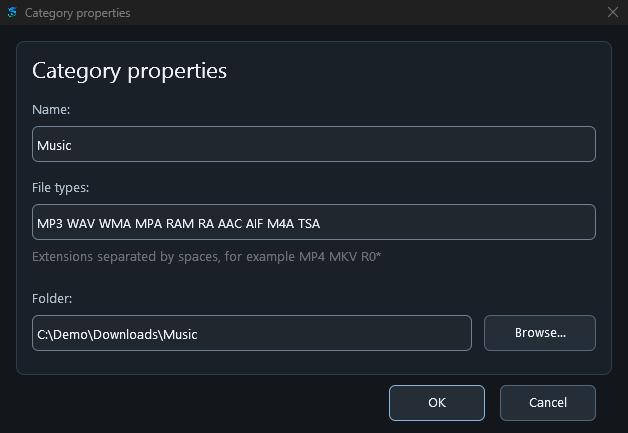 Category properties
Category properties
Name:
Music
File types:
MP3 WAV WMA MPA RAM RA AAC AIF M4A TSA
Extensions separated by spaces, for example MP4 MKV R0*
Folder:
C:\Demo\Downloads\Music
Browse...
OK
Cancel